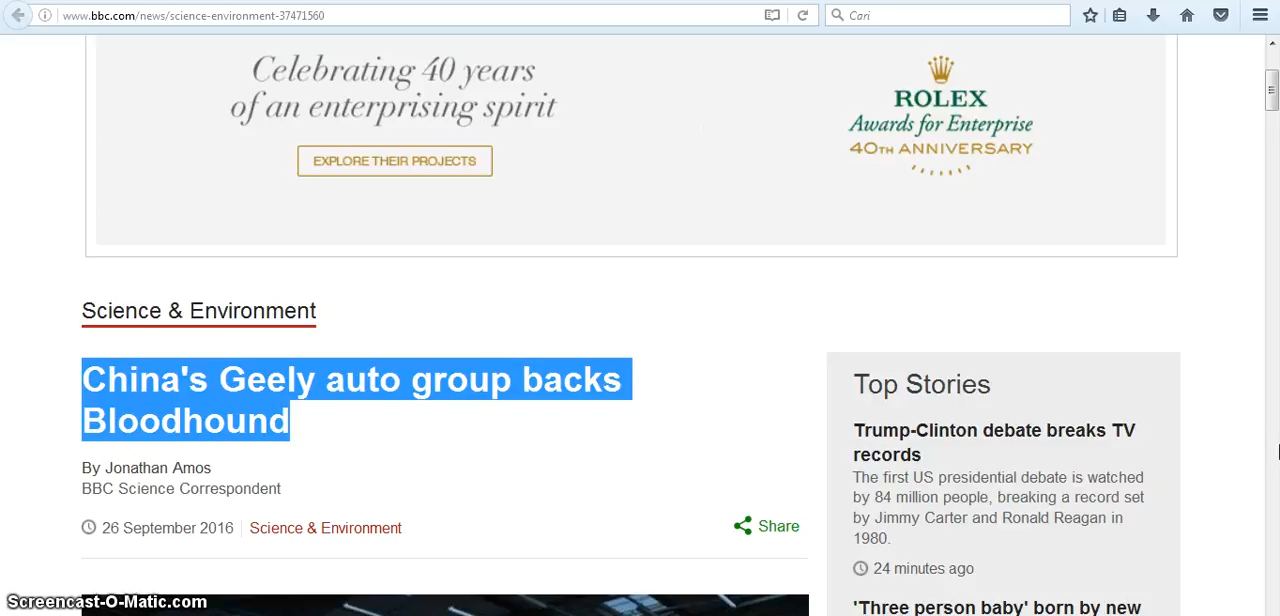 www.bbc.com/news/science-environment-37471560
Cari
Celebrating 40 years
of an enterprising spirit
EXPLORE THEIR PROJECTS
ROLEX
Awards for Enterprise
40TH ANNIVERSARY
Science & Environment
China's Geely auto group backs
Bloodhound
By Jonathan Amos
BBC Science Correspondent
26 September 2016
Science & Environment
Share
Top Stories
Trump-Clinton debate breaks TV
records
The first US presidential debate is watched
by 84 million people, breaking a record set
by Jimmy Carter and Ronald Reagan in
1980.
24 minutes ago
'Three person baby' born by new
Screencast-O-Matic.com